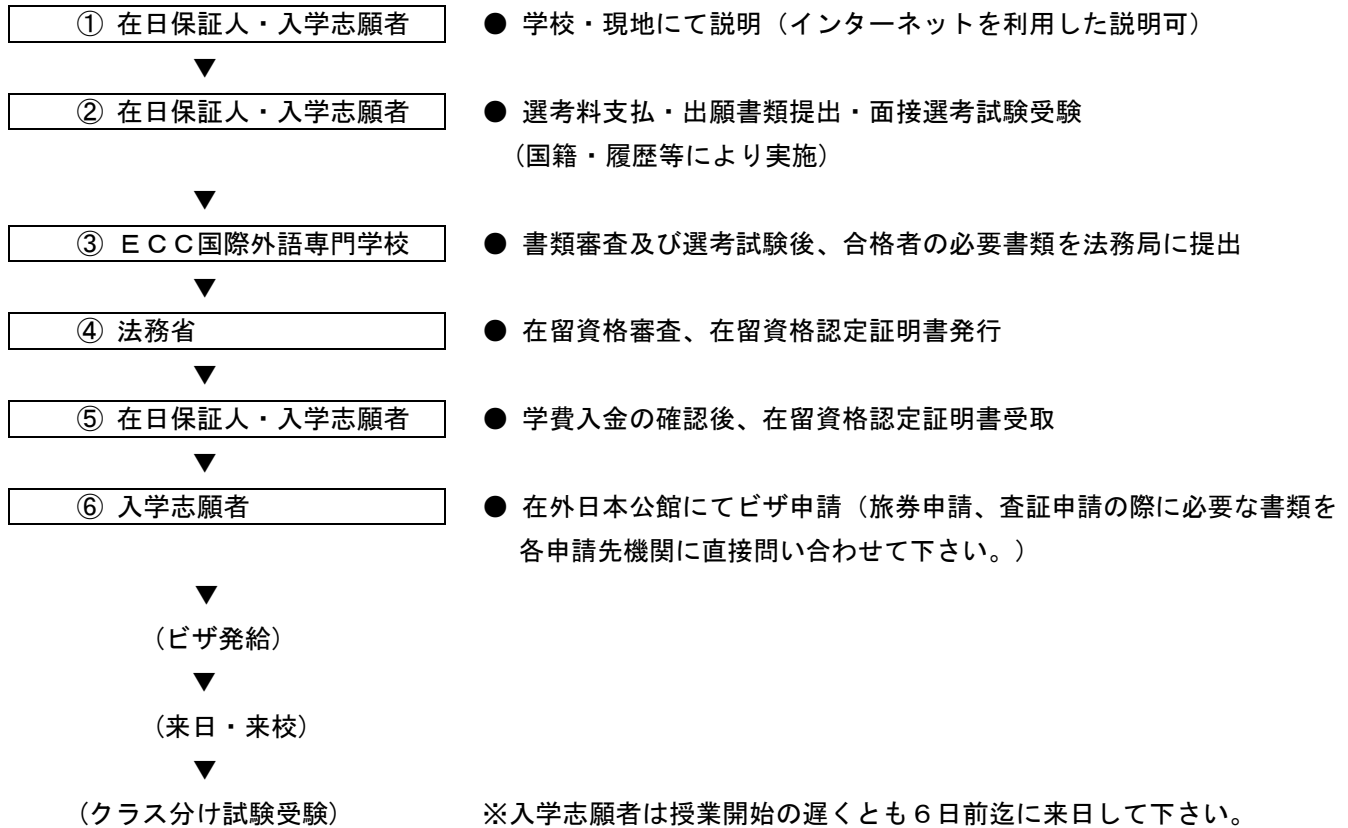 ① 在日保証人・入学志願者 ● 学校・現地にて説明（インターネットを利用した説明可）
▼
② 在日保証人・入学志願者 ● 選考料支払・出願書類提出・面接選考試験受験
（国籍・履歴等により実施）
▼
③ ＥＣＣ国際外語専門学校 ● 書類審査及び選考試験後、合格者の必要書類を法務局に提出
▼
④ 法務省 ● 在留資格審査、在留資格認定証明書発行
▼
⑤ 在日保証人・入学志願者 ● 学費入金の確認後、在留資格認定証明書受取
▼
⑥ 入学志願者 ● 在外日本公館にてビザ申請（旅券申請、査証申請の際に必要な書類を
各申請先機関に直接問い合わせて下さい。）
▼
（ビザ発給）
▼
（来日・来校）
▼
（クラス分け試験受験） ※入学志願者は授業開始の遅くとも６日前迄に来日して下さい。